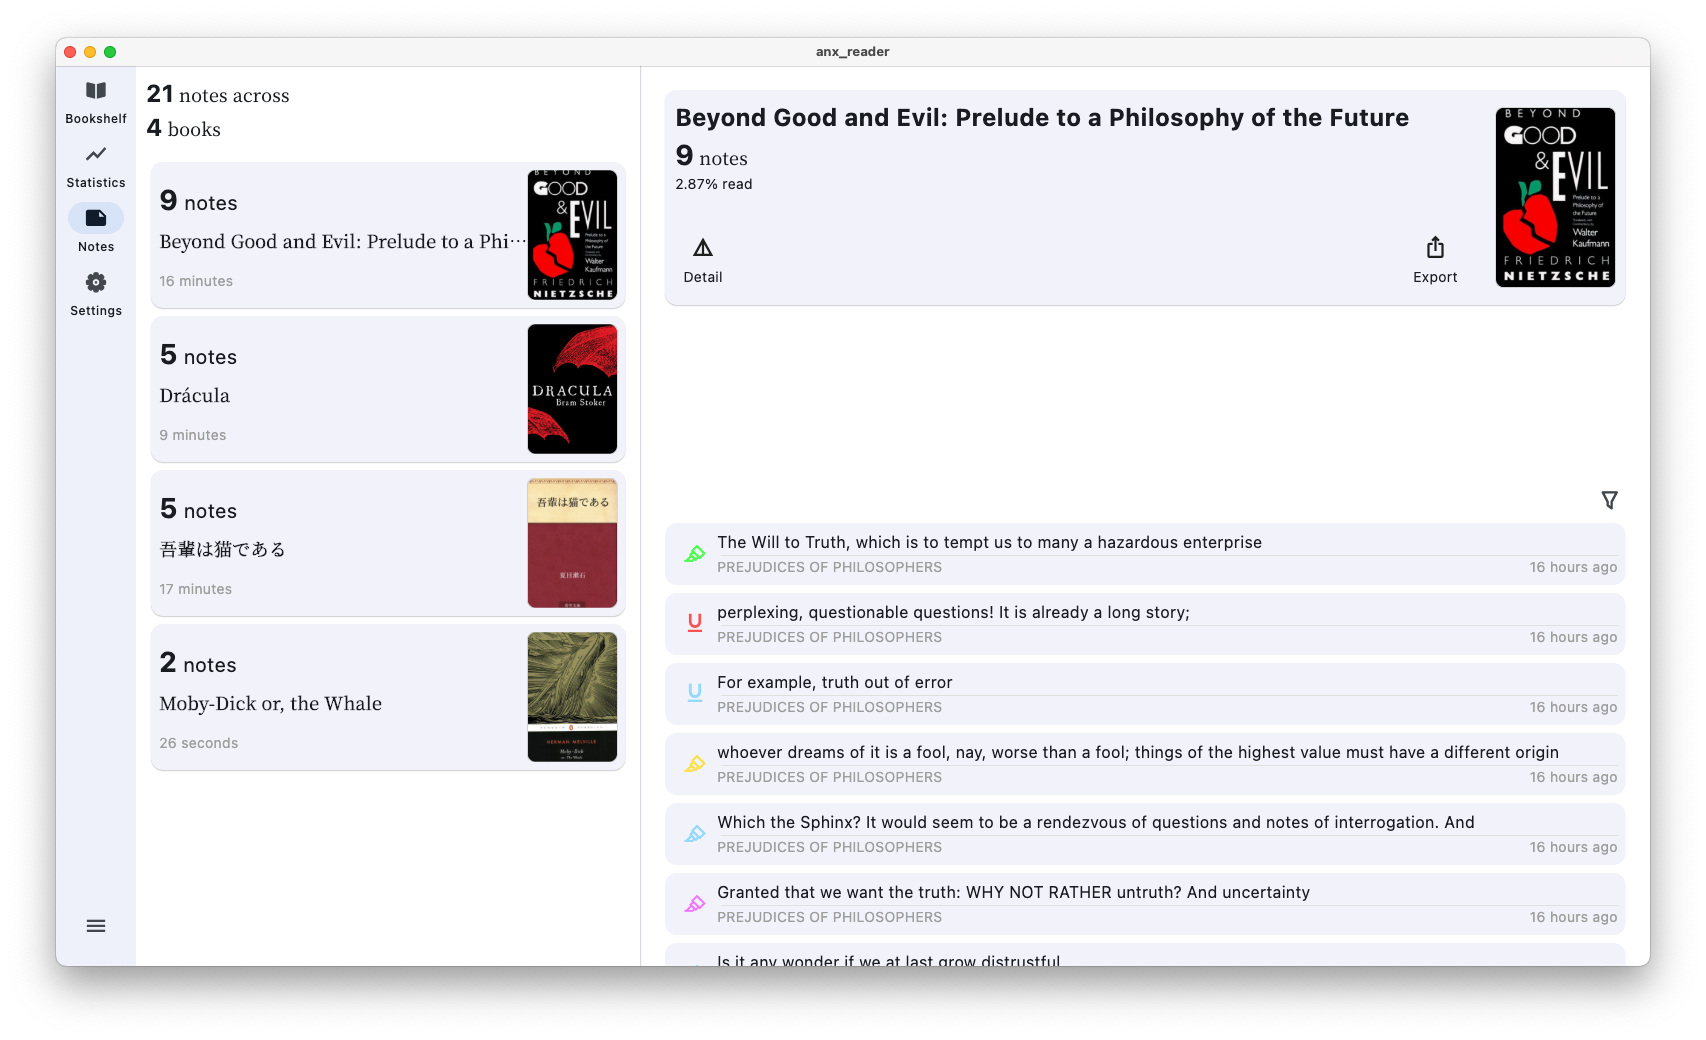 anx_reader
Bookshelf
Statistics
Notes
Settings
21 notes across
4 books
9 notes
Beyond Good and Evil: Prelude to a Phi···
16 minutes
BEYOND
GOOD
& EVIL
Prelude to a
Philosophy of
the Future
Walter
Kaufmann
FRIEDRICH
NIETZSCHE
5 notes
Drácula
9 minutes
DRACULA
Bram Stoker
5 notes
吾輩は猫である
17 minutes
吾輩は猫である
夏目漱石
2 notes
Moby-Dick or, the Whale
26 seconds
HERMAN MELVILLE
Moby-Dick
or, The Whale
Beyond Good and Evil: Prelude to a Philosophy of the Future
9 notes
2.87% read
Detail
Export
BEYOND
GOOD
& EVIL
Prelude to a
Philosophy of
the Future
Walter
Kaufmann
FRIEDRICH
NIETZSCHE
The Will to Truth, which is to tempt us to many a hazardous enterprise
PREJUDICES OF PHILOSOPHERS 16 hours ago
perplexing, questionable questions! It is already a long story;
PREJUDICES OF PHILOSOPHERS 16 hours ago
For example, truth out of error
PREJUDICES OF PHILOSOPHERS 16 hours ago
whoever dreams of it is a fool, nay, worse than a fool; things of the highest value must have a different origin
PREJUDICES OF PHILOSOPHERS 16 hours ago
Which the Sphinx? It would seem to be a rendezvous of questions and notes of interrogation. And
PREJUDICES OF PHILOSOPHERS 16 hours ago
Granted that we want the truth: WHY NOT RATHER untruth? And uncertainty
PREJUDICES OF PHILOSOPHERS 16 hours ago
Is it any wonder if we at last grow distrustful